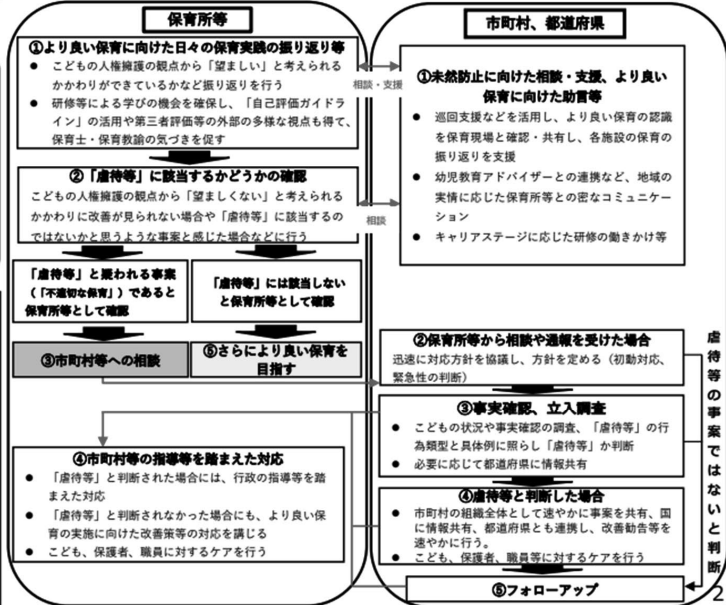 保育所等
①より良い保育に向けた日々の保育実践の振り返り等
● こどもの人権擁護の観点から「望ましい」と考えられる
かかわりができているかなど振り返りを行う
● 研修等による学びの機会を確保し、「自己評価ガイドラ
イン」の活用や第三者評価等の外部の多様な視点も得て、
保育士・保育教諭の気づきを促す
②「虐待等」に該当するかどうかの確認
こどもの人権擁護の観点から「望ましくない」と考えられる
かかわりに改善が見られない場合や「虐待等」に該当するの
ではないかと思うような事案と感じた場合などに行う
「虐待等」と疑われる事案
(「不適切な保育」)であると
保育所等として確認
「虐待等」には該当しない
と保育所等として確認
③市町村等への相談
⑤さらにより良い保育を
目指す
④市町村等の指導等を踏まえた対応
● 「虐待等」と判断された場合には、行政の指導等を踏
まえた対応
● 「虐待等」と判断されなかった場合にも、より良い保
育の実施に向けた改善策等の対応を講じる
● こども、保護者、職員に対するケアを行う
相談・支援
相談
市町村、都道府県
①未然防止に向けた相談・支援、より良い
保育に向けた助言等
● 巡回支援などを活用し、より良い保育の認識
を保育現場と確認・共有し、各施設の保育の
振り返りを支援
● 幼児教育アドバイザーとの連携など、地域の
実情に応じた保育所等との密なコミュニケー
ション
● キャリアステージに応じた研修の働きかけ等
②保育所等から相談や通報を受けた場合
迅速に対応方針を協議し、方針を定める（初動対応、
緊急性の判断）
③事実確認、立入調査
● こどもの状況や事実確認の調査、「虐待等」の行
為類型と具体例に照らし「虐待等」か判断
● 必要に応じて都道府県に情報共有
④虐待等と判断した場合
● 市町村の組織全体として速やかに事案を共有、国
に情報共有、都道府県とも連携し、改善勧告等を
速やかに行う。
● こども、保護者、職員等に対するケアを行う
⑤フォローアップ
虐待等の事案ではないと判断
2